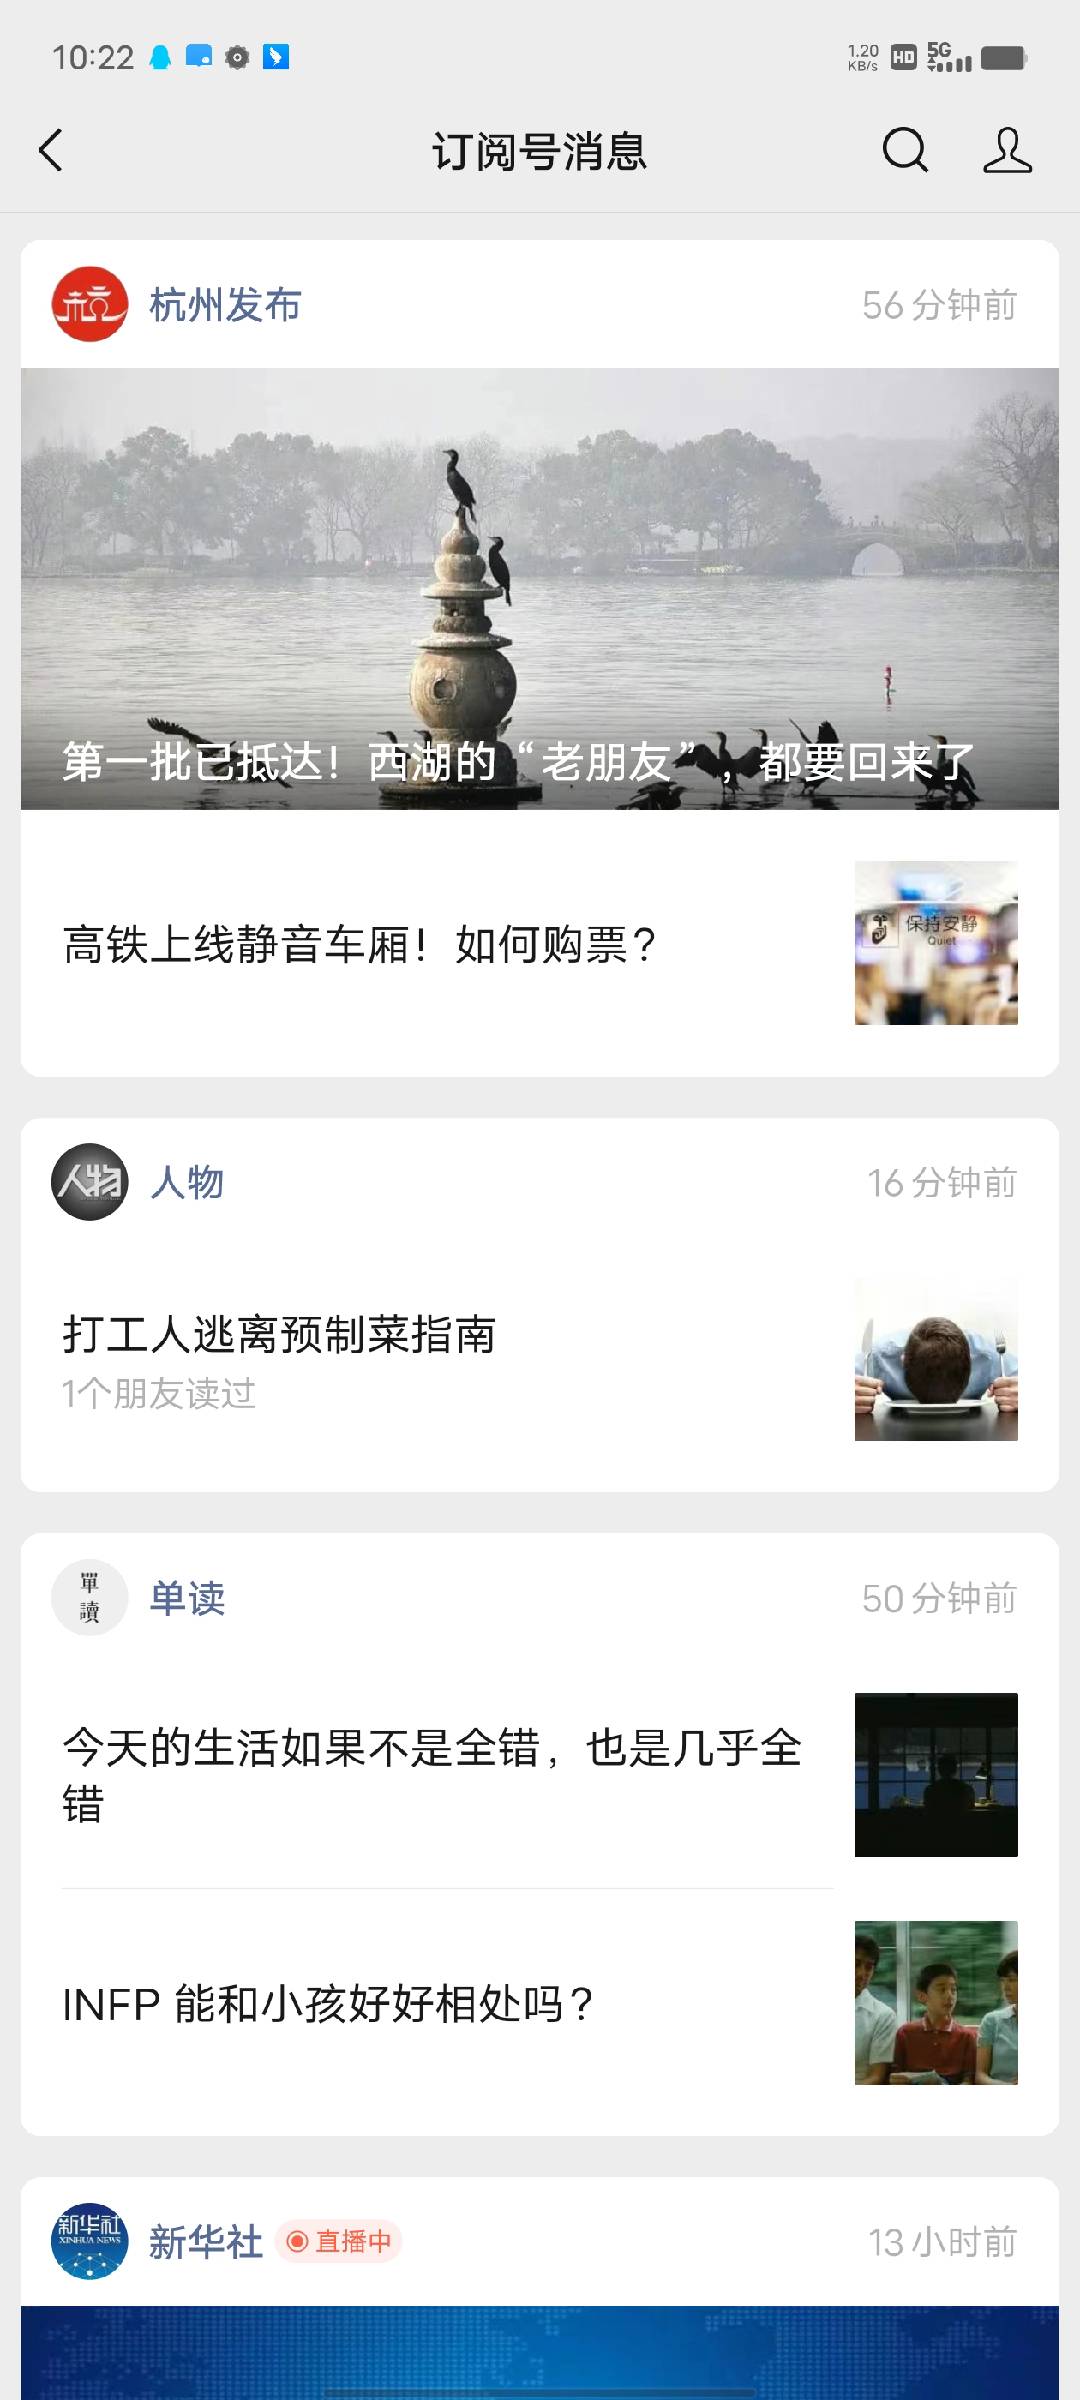 10:22
1.20
KB/s
HD
5G
订阅号消息
杭州发布
56 分钟前
第一批已抵达！西湖的“老朋友”，都要回来了
高铁上线静音车厢！如何购票？
保持安静
Quiet
人物
人物
16 分钟前
打工人逃离预制菜指南
1个朋友读过
單
讀
单读
50 分钟前
今天的生活如果不是全错，也是几乎全
错
INFP 能和小孩好好相处吗？
新华社
XINHUA NEWS
新华社
直播中
13 小时前